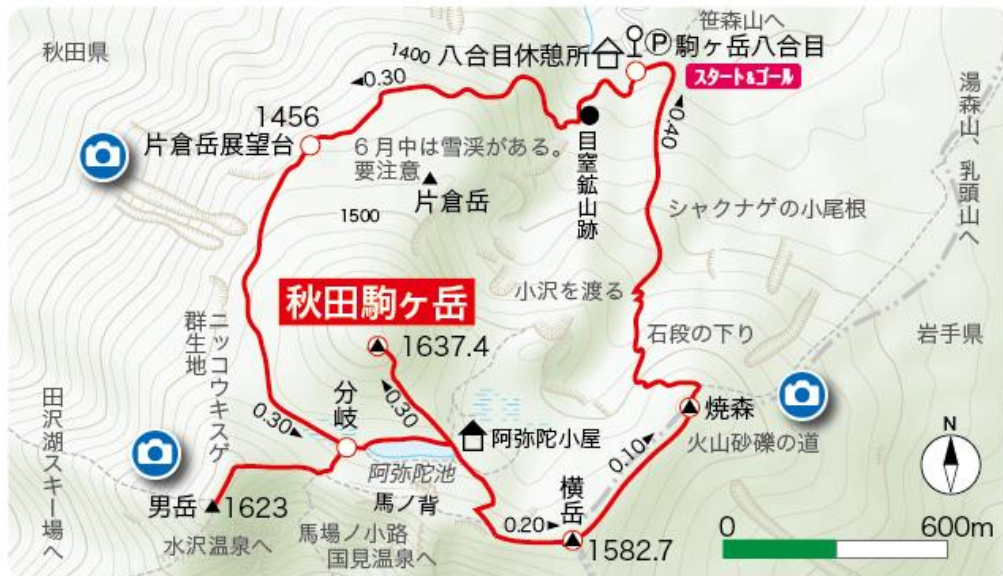 秋田県
笹森山へ
1400
八合目休憩所
P
駒ヶ岳八合目
スタート&ゴール
◀0.30
1456
片倉岳展望台
6月中は雪渓がある。
要注意
片倉岳
目窒鉱山跡
◀0.40
湯森山、乳頭山へ
1500
シャクナゲの小尾根
小沢を渡る
秋田駒ヶ岳
1637.4
石段の下り
岩手県
ニッコウキスゲ
群生地
田沢湖スキー場へ
0.30▶
分岐
◀0.30
阿弥陀小屋
焼森
火山砂礫の道
0.10▶
阿弥陀池
馬ノ背
横岳
男岳
1623
0.20▶
1582.7
水沢温泉へ
馬場ノ小路
国見温泉へ
N
0
600m